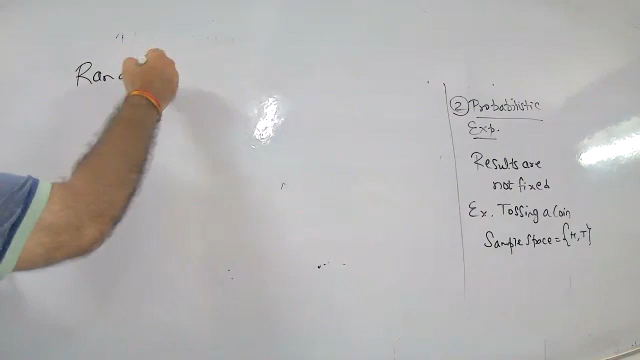 Ran
② Probabilistic
Exp.
Results are
not fixed
Ex. Tossing a Coin
Sample Space = {H, T}